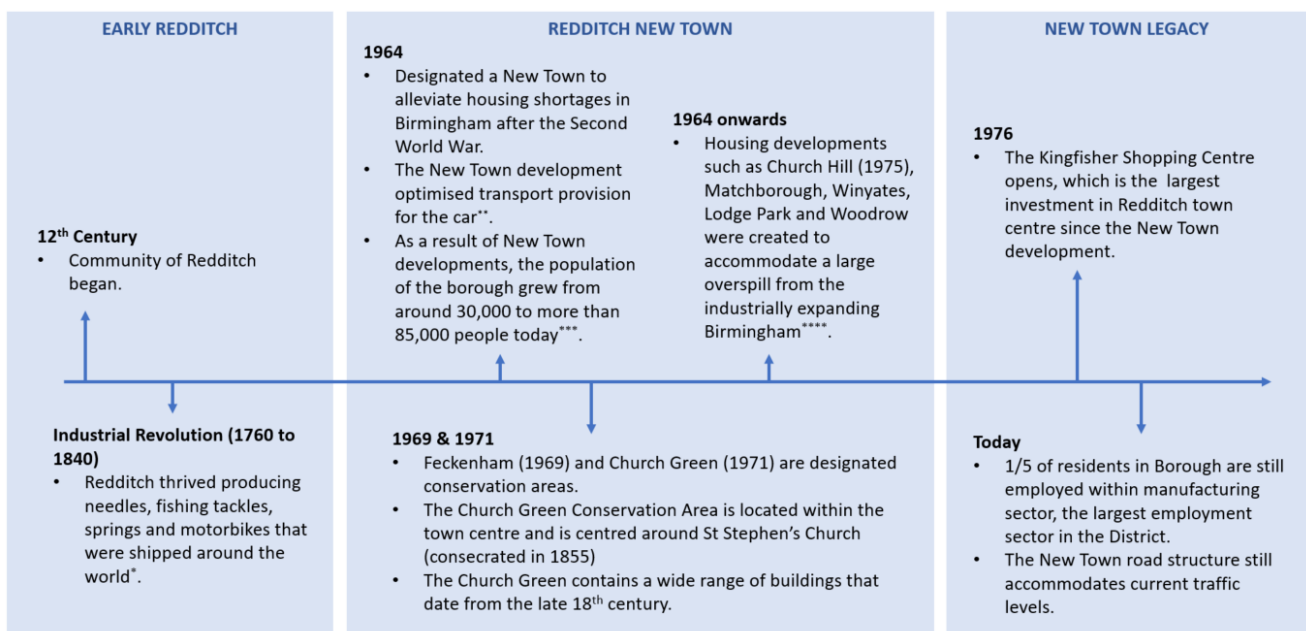 EARLY REDDITCH
12th Century
• Community of Redditch
began.
Industrial Revolution (1760 to
1840)
• Redditch thrived producing
needles, fishing tackles,
springs and motorbikes that
were shipped around the
world*.
REDDITCH NEW TOWN
1964
• Designated a New Town to
alleviate housing shortages in
Birmingham after the Second
World War.
• The New Town development
optimised transport provision
for the car**.
• As a result of New Town
developments, the population
of the borough grew from
around 30,000 to more than
85,000 people today***.
1964 onwards
• Housing developments
such as Church Hill (1975),
Matchborough, Winyates,
Lodge Park and Woodrow
were created to
accommodate a large
overspill from the
industrially expanding
Birmingham****.
1969 & 1971
• Feckenham (1969) and Church Green (1971) are designated
conservation areas.
• The Church Green Conservation Area is located within the
town centre and is centred around St Stephen’s Church
(consecrated in 1855)
• The Church Green contains a wide range of buildings that
date from the late 18th century.
NEW TOWN LEGACY
1976
• The Kingfisher Shopping Centre
opens, which is the largest
investment in Redditch town
centre since the New Town
development.
Today
• 1/5 of residents in Borough are still
employed within manufacturing
sector, the largest employment
sector in the District.
• The New Town road structure still
accommodates current traffic
levels.